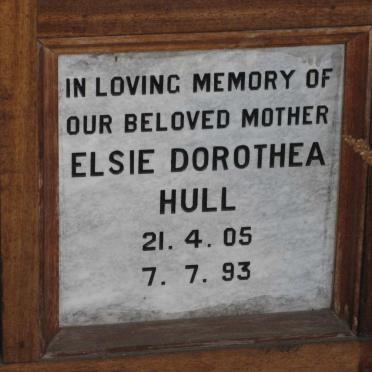 IN LOVING MEMORY OF
OUR BELOVED MOTHER
ELSIE DOROTHEA
HULL
21. 4. 05
7. 7. 93